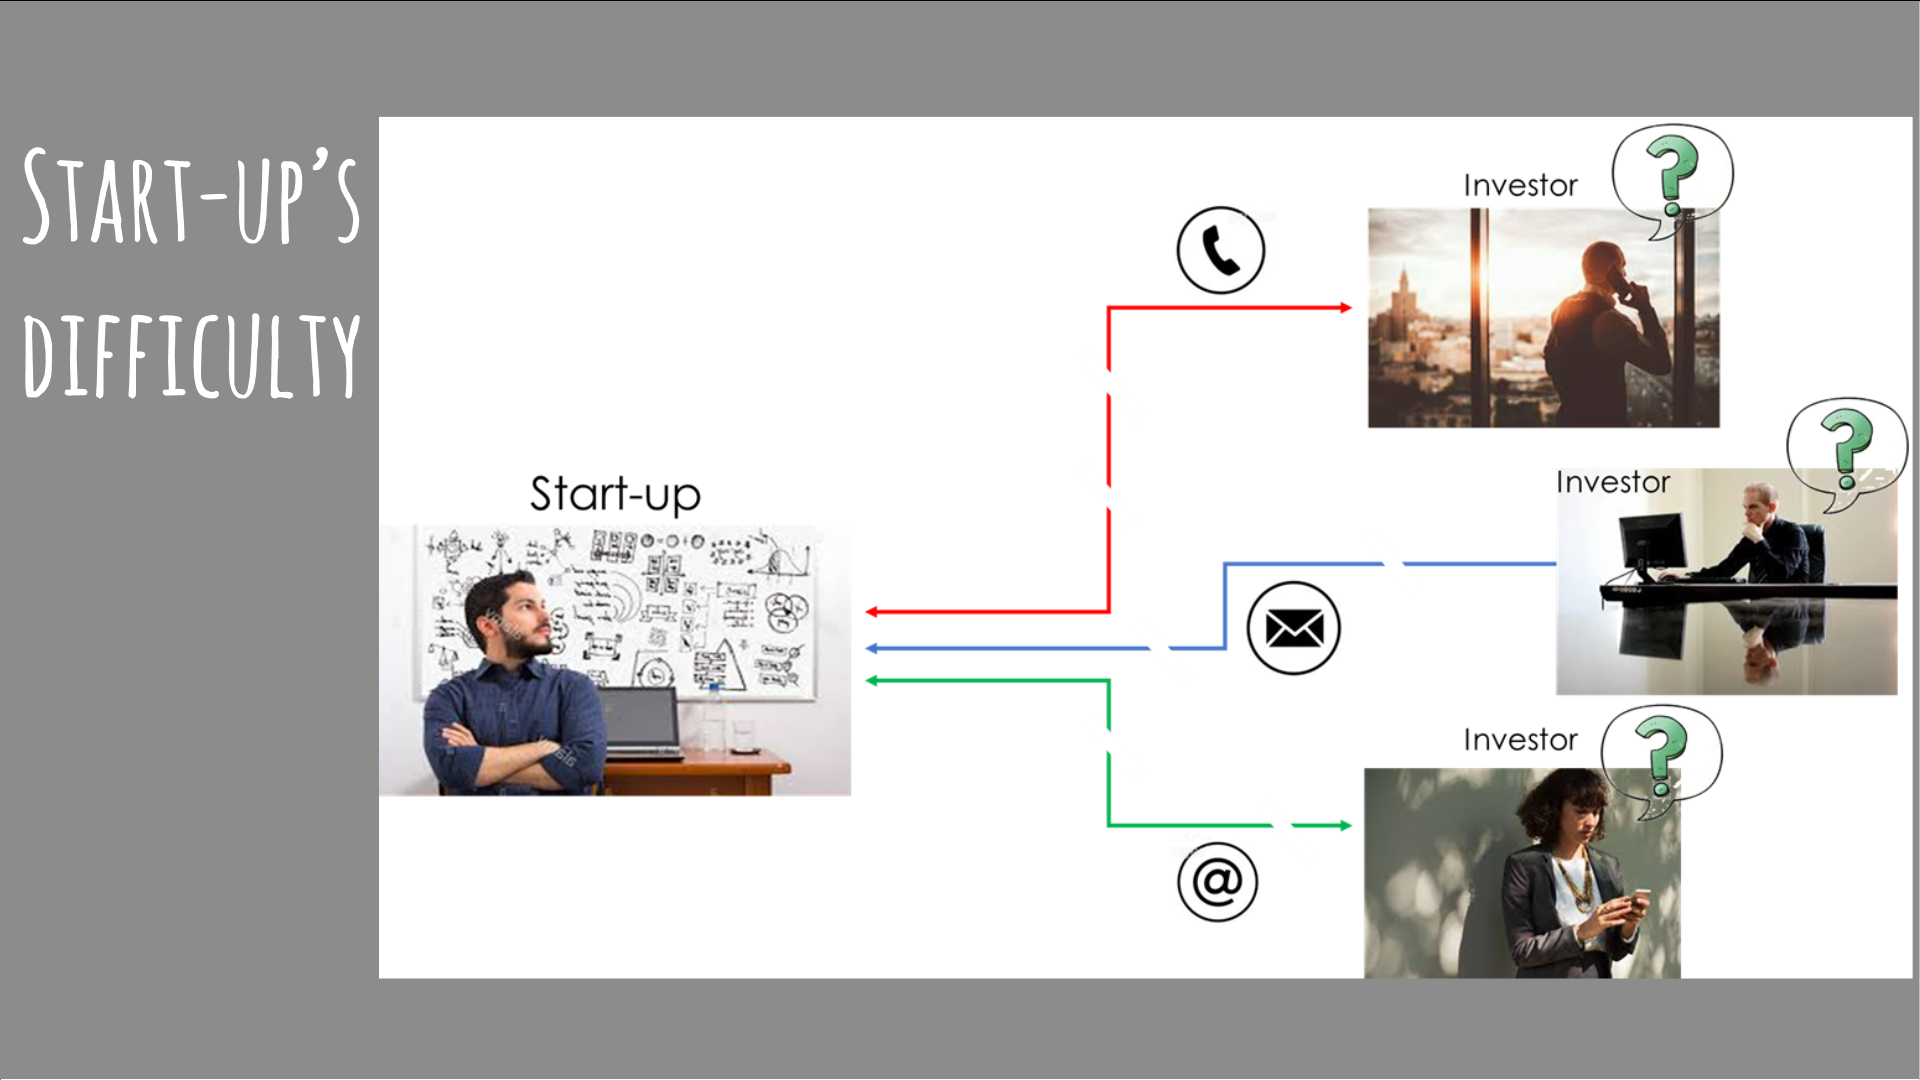 START-UP'S
DIFFICULTY
Investor
Start-up
Investor
Investor